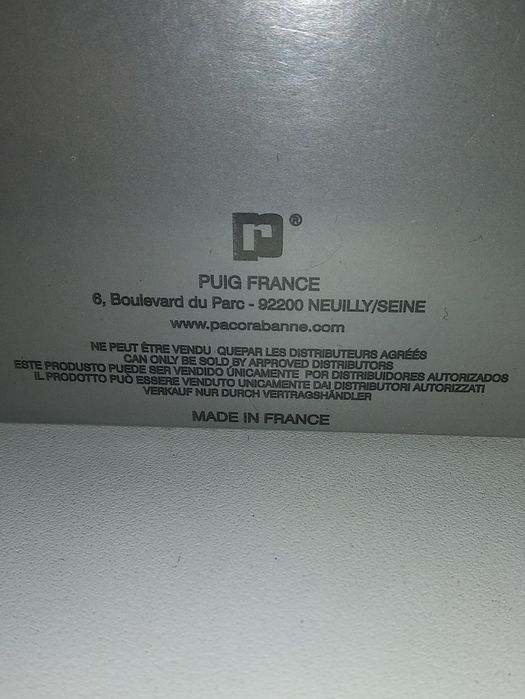 r®
PUIG FRANCE
6, Boulevard du Parc - 92200 NEUILLY/SEINE
www.pacorabanne.com
NE PEUT ÊTRE VENDU QUEPAR LES DISTRIBUTEURS AGRÉÉS
CAN ONLY BE SOLD BY ARPROVED DISTRIBUTORS
ESTE PRODUSTO PUEDE SER VENDIDO ÚNICAMENTE POR DISTRIBUIDORES AUTORIZADOS
IL PRODOTTO PUÒ ESSERE VENDUTO UNICAMENTE DAI DISTRIBUTORI AUTORIZZATI
VERKAUF NUR DURCH VERTRAGSHÄNDLER
MADE IN FRANCE